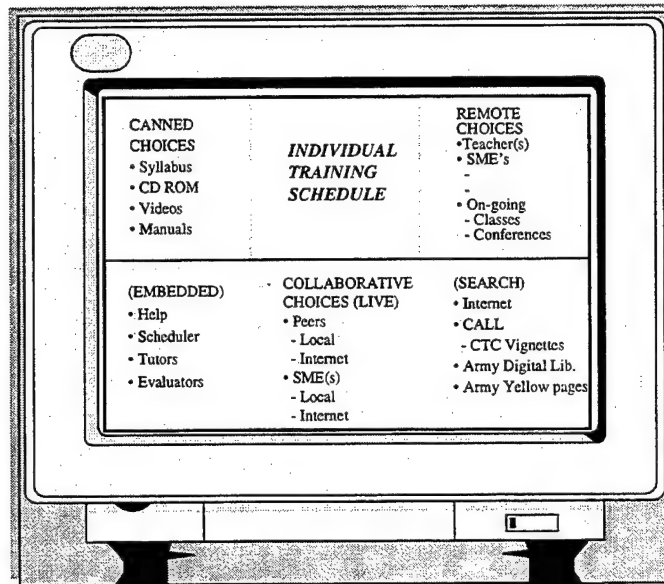 CANNED
CHOICES
• Syllabus
• CD ROM
• Videos
• Manuals
INDIVIDUAL
TRAINING
SCHEDULE
REMOTE
CHOICES
•Teacher(s)
• SME's
-
-
• On-going
- Classes
- Conferences
(EMBEDDED)
• Help
• Scheduler
• Tutors
• Evaluators
COLLABORATIVE
CHOICES (LIVE)
• Peers
- Local
- Internet
• SME(s)
- Local
- Internet
(SEARCH)
• Internet
• CALL
- CTC Vignettes
• Army Digital Lib.
• Army Yellow pages